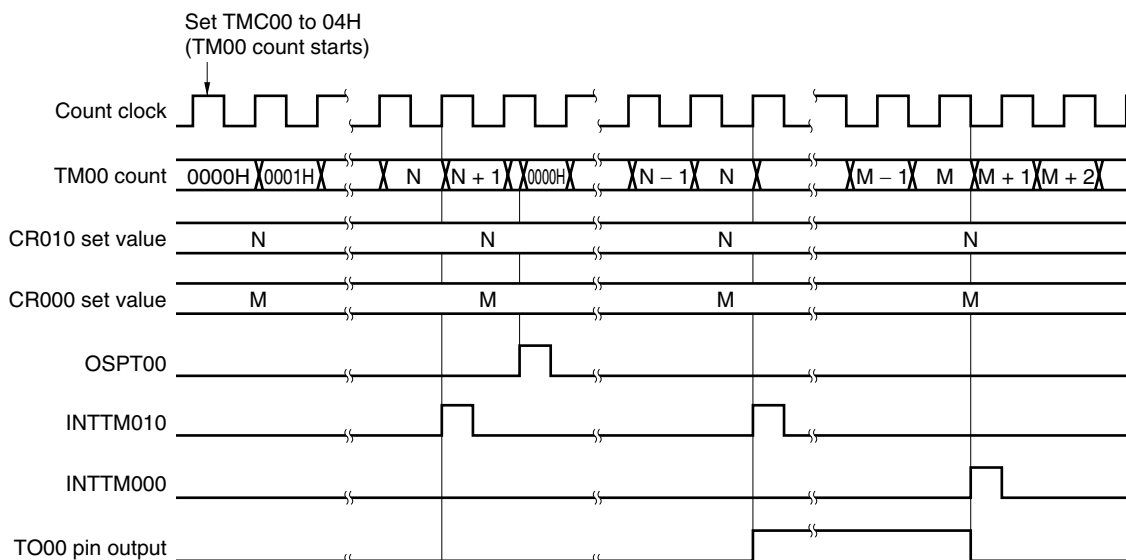 Set TMC00 to 04H
(TM00 count starts)
Count clock
TM00 count 0000H 0001H N N + 1 0000H N − 1 N M − 1 M M + 1 M + 2
CR010 set value N N N N
CR000 set value M M M M
OSPT00
INTTM010
INTTM000
TO00 pin output